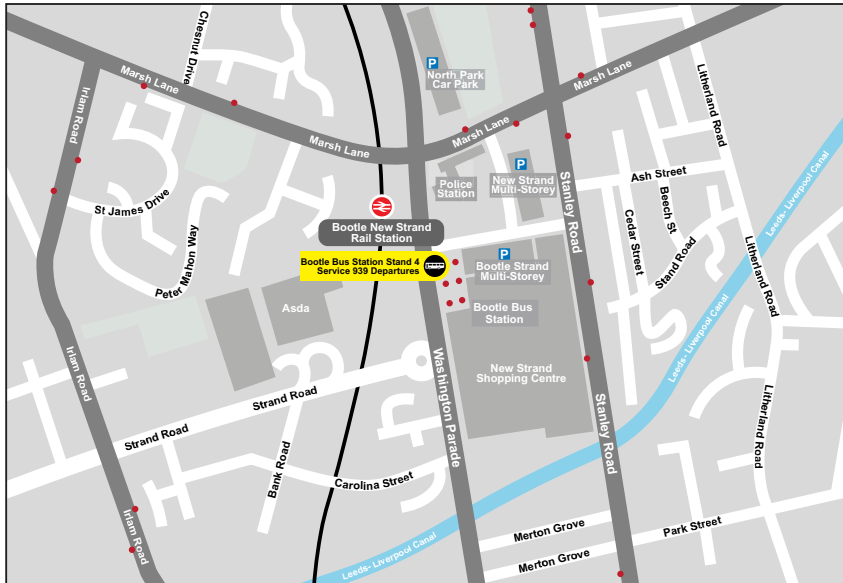 Chesnut Drive
Marsh Lane
Irlam Road
P
North Park
Car Park
Marsh Lane
Marsh Lane
Litherland Road
Leeds- Liverpool Canal
Police
Station
P
New Strand
Multi-Storey
Stanley Road
Ash Street
Cedar Street
Beech St
Stand Road
Litherland Road
St James Drive
Peter Mahon Way
Bootle New Strand
Rail Station
Bootle Bus Station Stand 4
Service 939 Departures
P
Bootle Strand
Multi-Storey
Bootle Bus
Station
Asda
New Strand
Shopping Centre
Washington Parade
Leeds- Liverpool Canal
Irlam Road
Strand Road
Strand Road
Bank Road
Carolina Street
Stanley Road
Litherland Road
Irlam Road
Merton Grove
Park Street
Merton Grove
Leeds- Liverpool Canal